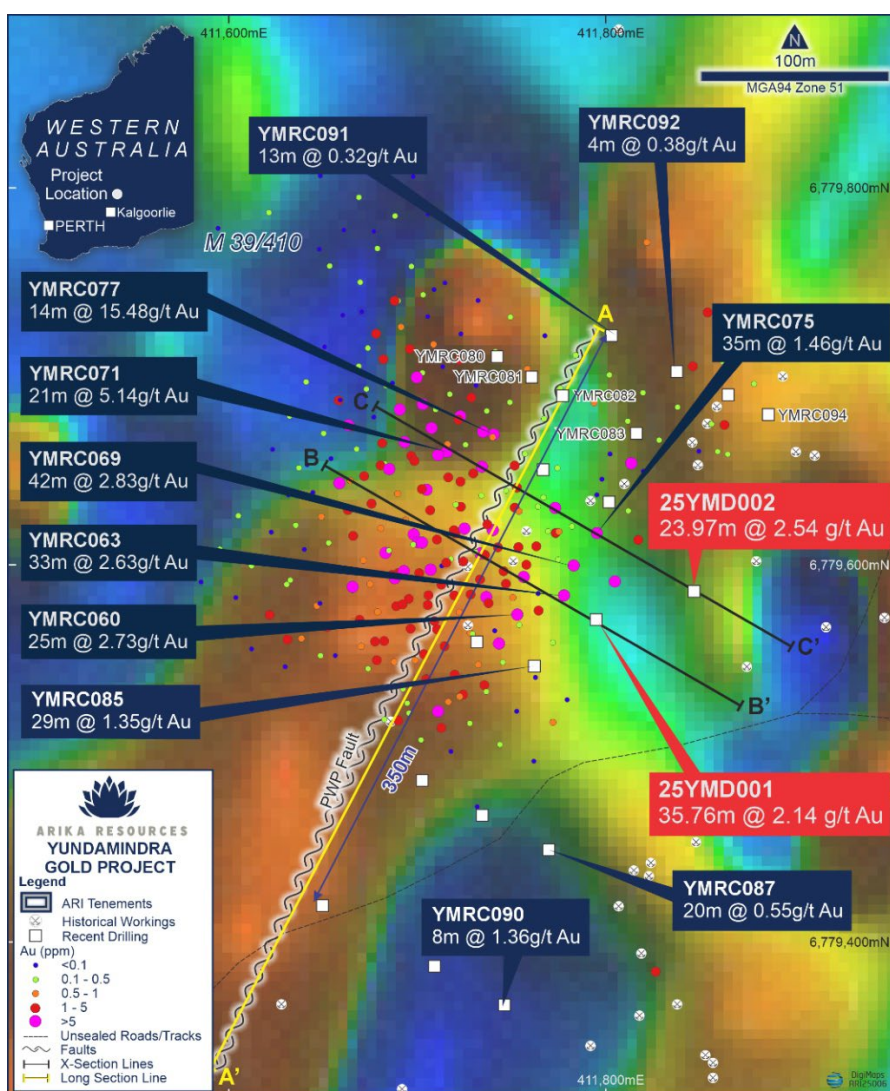 411,600mE
411,800mE
N
100m
MGA94 Zone 51
WESTERN
AUSTRALIA
Project
Location
Kalgoorlie
PERTH
YMRC091
13m @ 0.32g/t Au
YMRC092
4m @ 0.38g/t Au
6,779,800mN
M 39/410
YMRC077
14m @ 15.48g/t Au
A
YMRC075
35m @ 1.46g/t Au
YMRC080
YMRC081
YMRC082
YMRC071
21m @ 5.14g/t Au
C
YMRC083
YMRC094
YMRC069
42m @ 2.83g/t Au
B
25YMD002
23.97m @ 2.54 g/t Au
YMRC063
33m @ 2.63g/t Au
6,779,600mN
YMRC060
25m @ 2.73g/t Au
C'
YMRC085
29m @ 1.35g/t Au
B'
350m
PWP Fault
25YMD001
35.76m @ 2.14 g/t Au
ARIKA RESOURCES
YUNDAMINDRA
GOLD PROJECT
Legend
ARI Tenements
Historical Workings
Recent Drilling
Au (ppm)
<0.1
0.1 - 0.5
0.5 - 1
1 - 5
>5
Unsealed Roads/Tracks
Faults
X-Section Lines
Long Section Line
YMRC087
20m @ 0.55g/t Au
YMRC090
8m @ 1.36g/t Au
6,779,400mN
A'
411,800mE
DigiMaps
ARI25006